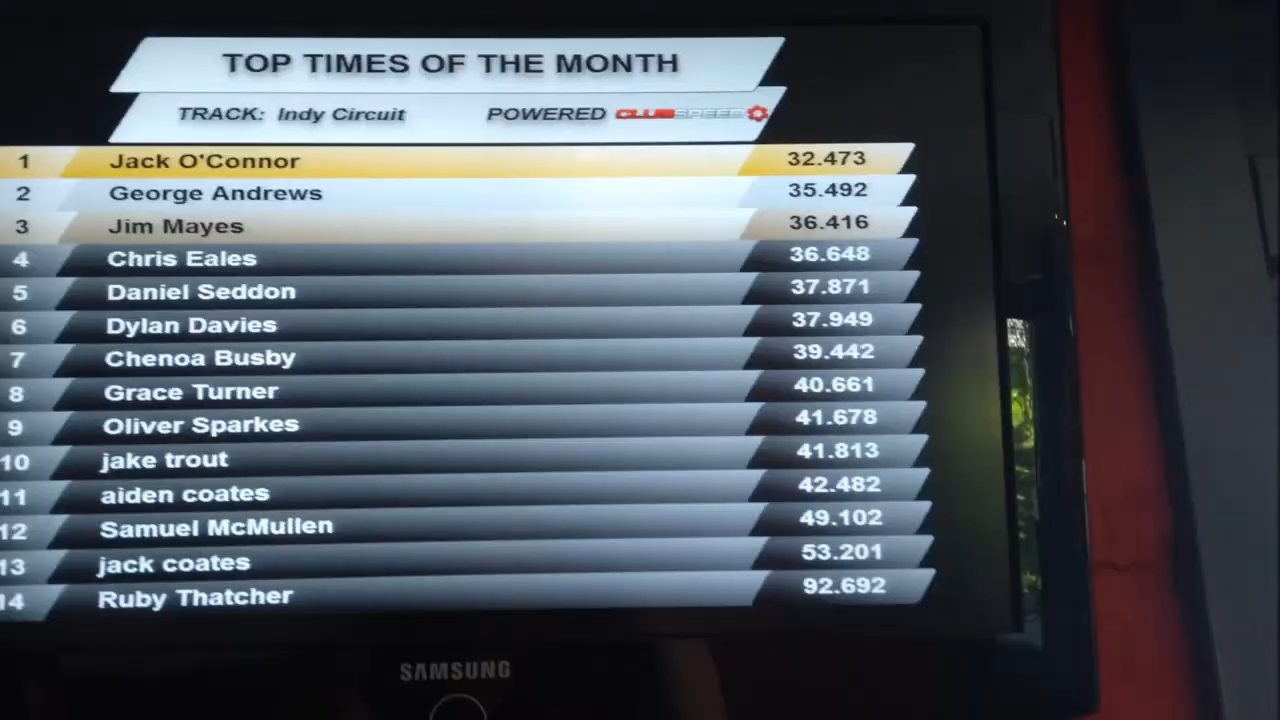 TOP TIMES OF THE MONTH
TRACK: Indy Circuit POWERED CLUBSPEED
1 Jack O'Connor 32.473
2 George Andrews 35.492
3 Jim Mayes 36.416
4 Chris Eales 36.648
5 Daniel Seddon 37.871
6 Dylan Davies 37.949
7 Chenoa Busby 39.442
8 Grace Turner 40.661
9 Oliver Sparkes 41.678
10 jake trout 41.813
11 aiden coates 42.482
12 Samuel McMullen 49.102
13 jack coates 53.201
14 Ruby Thatcher 92.692
SAMSUNG